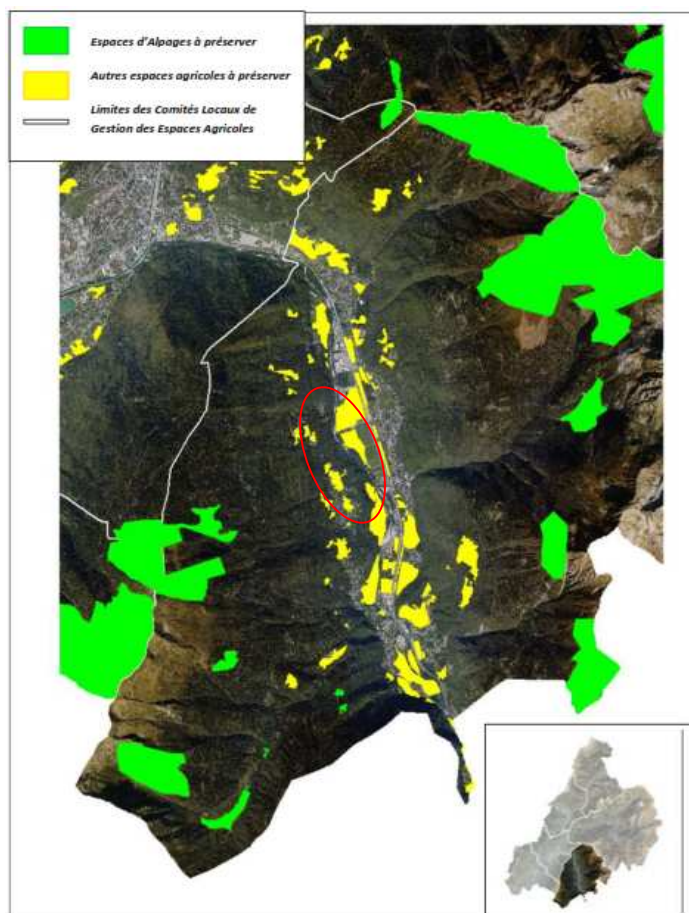 Espaces d'Alpages à préserver
Autres espaces agricoles à préserver
Limites des Comités Locaux de
Gestion des Espaces Agricoles